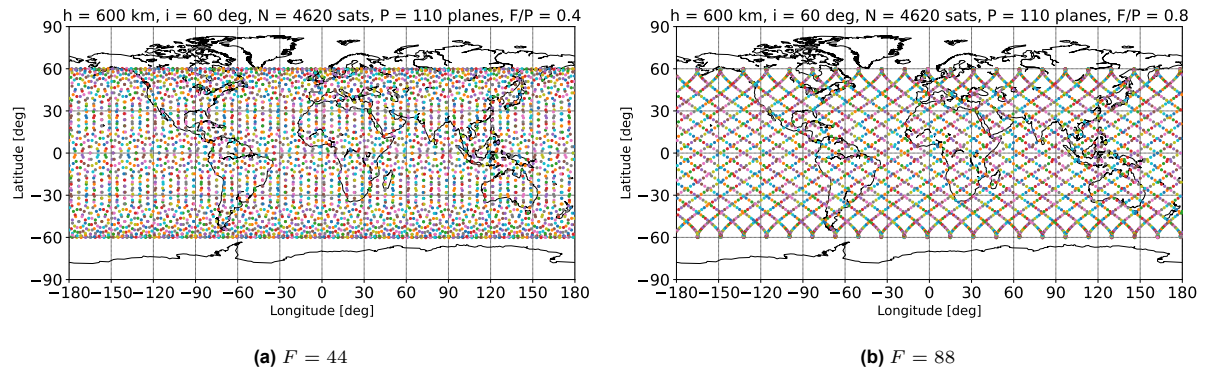 h = 600 km, i = 60 deg, N = 4620 sats, P = 110 planes, F/P = 0.4
90
60
30
0
−30
−60
−90
Latitude [deg]
−180 −150 −120 −90 −60 −30 0 30 60 90 120 150 180
Longitude [deg]
(a) F = 44
h = 600 km, i = 60 deg, N = 4620 sats, P = 110 planes, F/P = 0.8
90
60
30
0
−30
−60
−90
Latitude [deg]
−180 −150 −120 −90 −60 −30 0 30 60 90 120 150 180
Longitude [deg]
(b) F = 88